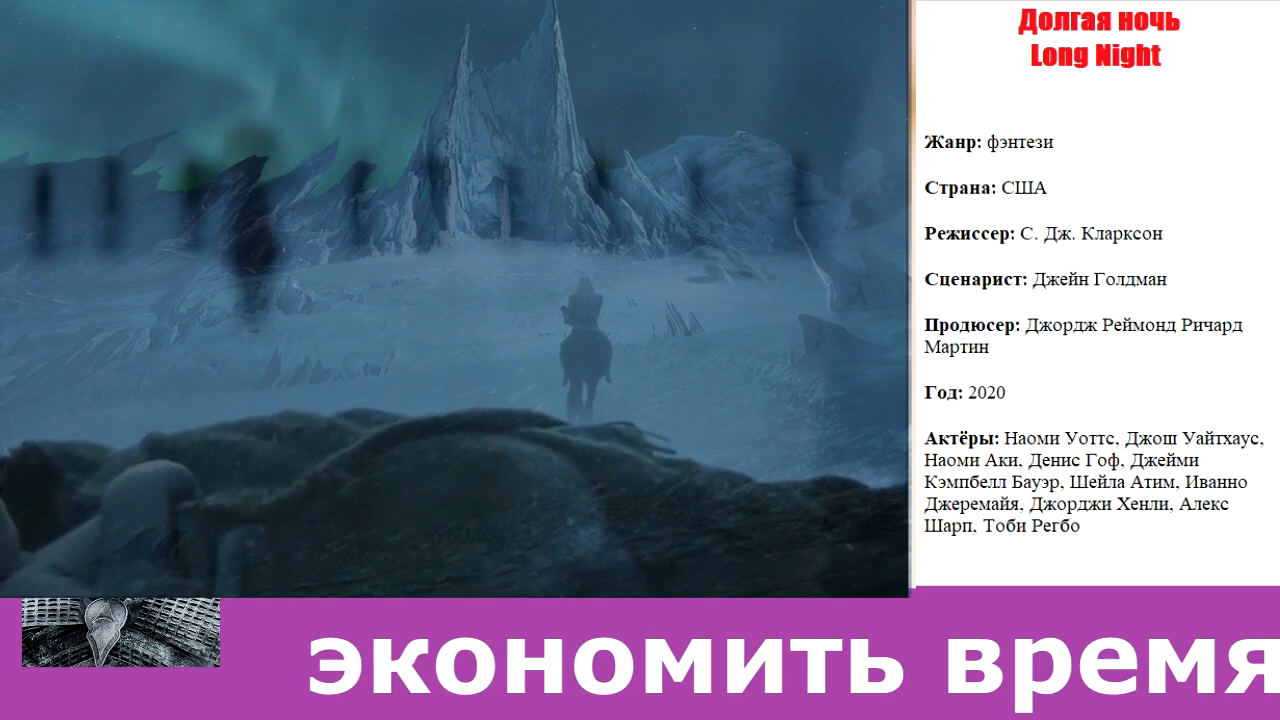 Долгая ночь
Long Night
Жанр: фэнтези
Страна: США
Режиссер: С. Дж. Кларксон
Сценарист: Джейн Голдман
Продюсер: Джордж Реймонд Ричард
Мартин
Год: 2020
Актёры: Наоми Уоттс, Джош Уайтхаус,
Наоми Аки, Денис Гоф, Джейми
Кэмпбелл Бауэр, Шейла Атим, Иванно
Джеремайя, Джорджи Хенли, Алекс
Шарп, Тоби Регбо
экономить время